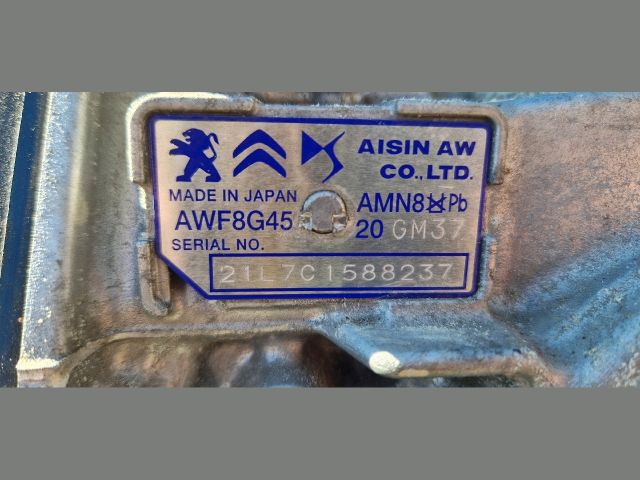 AISIN AW
CO.,LTD.
MADE IN JAPAN
AWF8G45
AMN8 Pb
20 GM37
SERIAL NO.
21L7C1588237